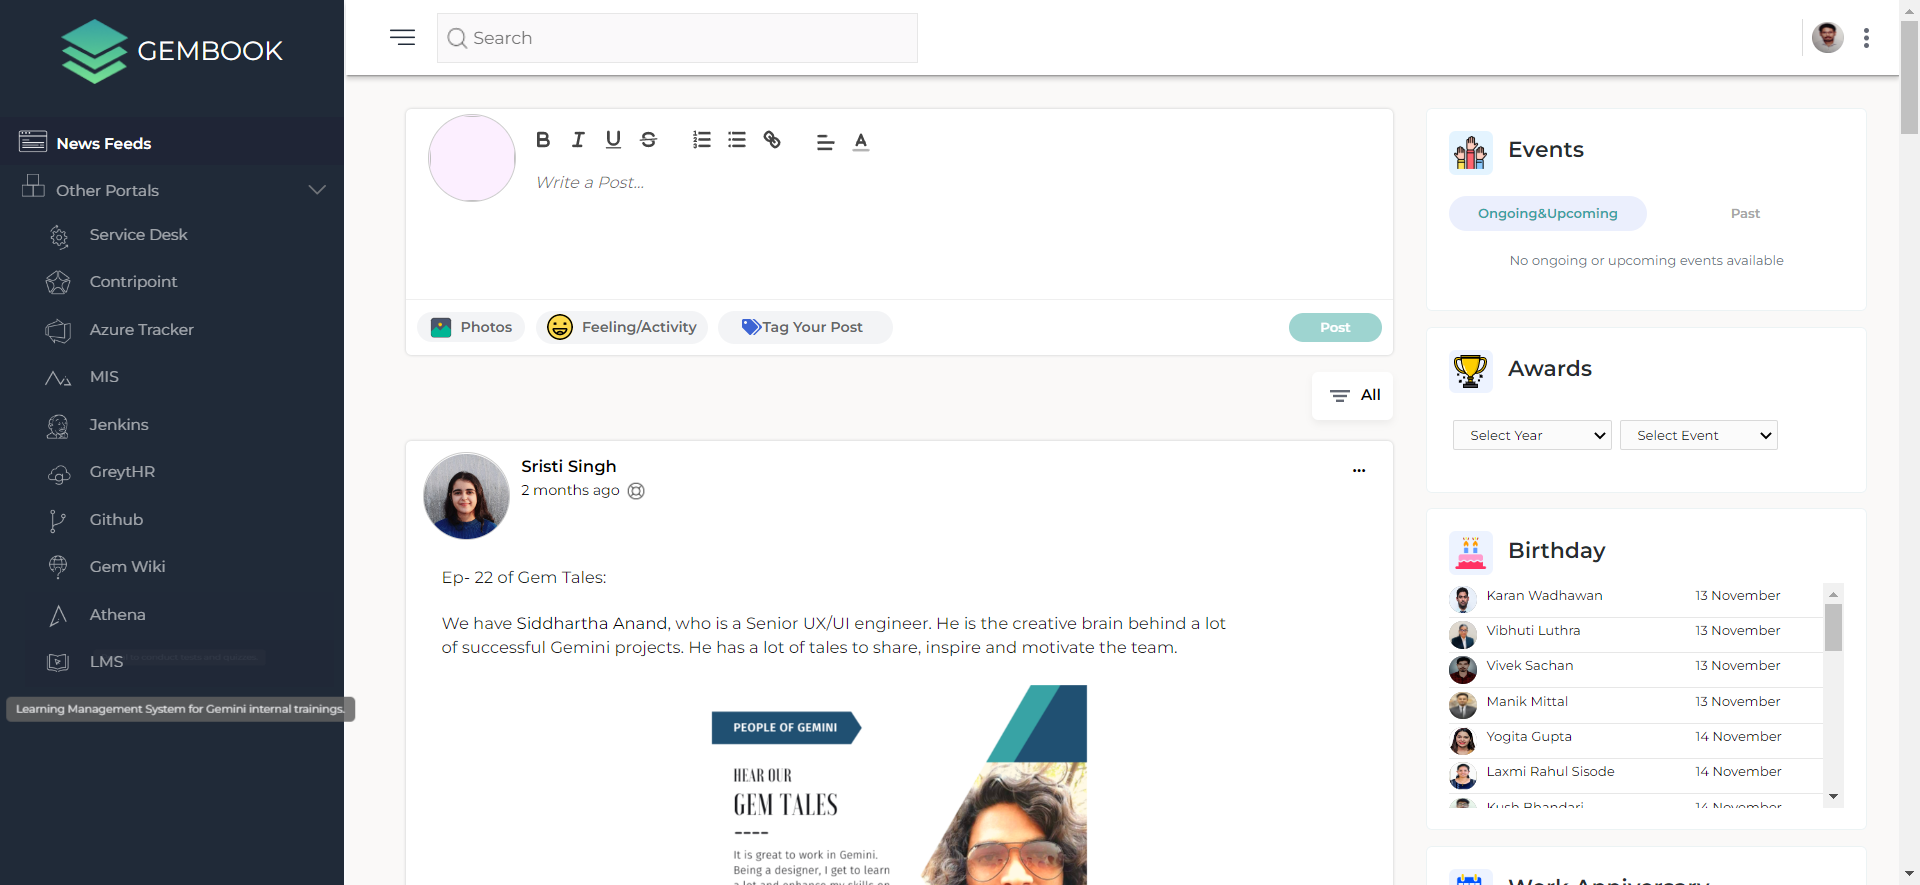 GEMBOOK
Search
News Feeds
Other Portals
Service Desk
Contripoint
Azure Tracker
MIS
Jenkins
GreytHR
Github
Gem Wiki
Athena
LMS
Learning Management System for Gemini internal trainings.
B I U S A
Write a Post...
Photos
Feeling/Activity
Tag Your Post
Post
All
Sristi Singh
2 months ago
Ep- 22 of Gem Tales:
We have Siddhartha Anand, who is a Senior UX/UI engineer. He is the creative brain behind a lot
of successful Gemini projects. He has a lot of tales to share, inspire and motivate the team.
PEOPLE OF GEMINI
HEAR OUR
GEM TALES
It is great to work in Gemini.
Being a designer, I get to learn
a lot and enhance my skills on
Events
Ongoing&Upcoming
Past
No ongoing or upcoming events available
Awards
Select Year
Select Event
Birthday
Karan Wadhawan 13 November
Vibhuti Luthra 13 November
Vivek Sachan 13 November
Manik Mittal 13 November
Yogita Gupta 14 November
Laxmi Rahul Sisode 14 November
Kush Bhandari 14 November
Work Anniversary